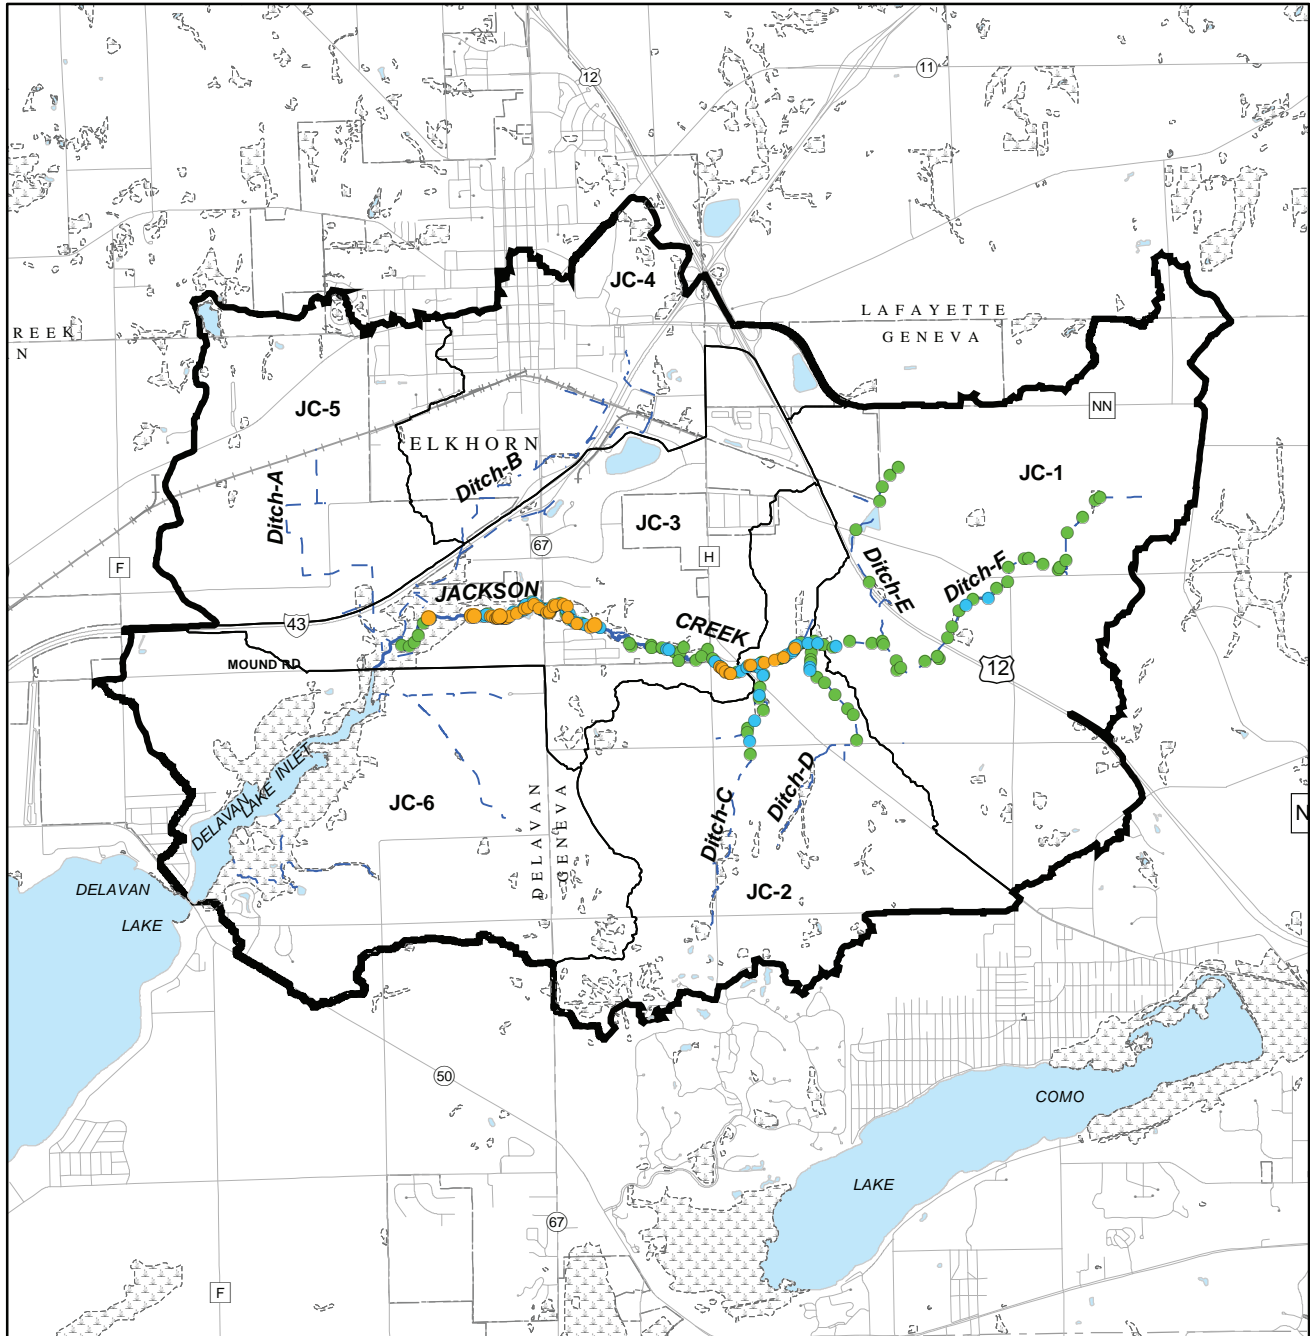 12
11
JC-4
LAFAYETTE
GENEVA
REEK
N
JC-5
NN
ELKHORN
JC-1
Ditch-B
Ditch-A
JC-3
67
H
F
Ditch-E
Ditch-F
JACKSON
CREEK
43
MOUND RD
12
DELAVAN
LAKE INLET
JC-6
DELAVAN
GENEVA
Ditch-C
Ditch-D
N
DELAVAN
LAKE
JC-2
50
COMO
LAKE
67
F